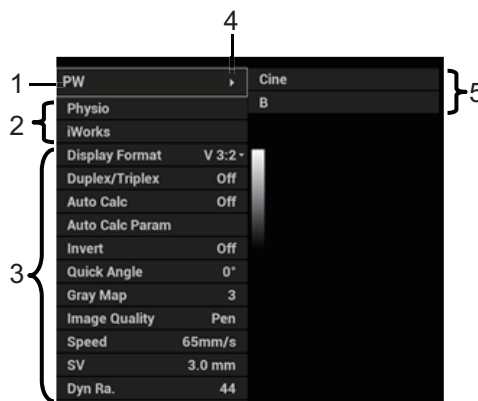 4
1 PW ▸ Cine
B 5
2 Physio
iWorks
Display Format V 3:2
Duplex/Triplex Off
Auto Calc Off
Auto Calc Param
Invert Off
3 Quick Angle 0°
Gray Map 3
Image Quality Pen
Speed 65mm/s
SV 3.0 mm
Dyn Ra. 44